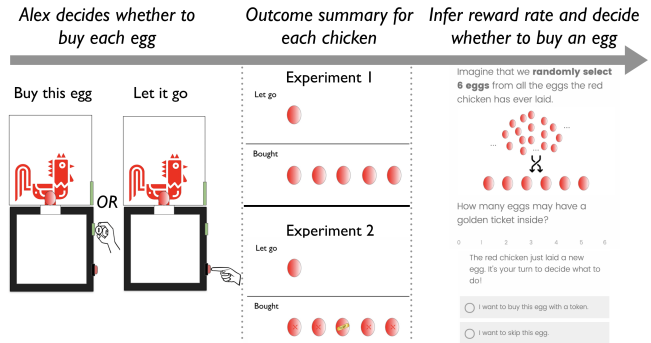 Alex decides whether to
buy each egg
Outcome summary for
each chicken
Infer reward rate and decide
whether to buy an egg
Buy this egg
OR
Let it go
Experiment 1
Let go
Bought
Experiment 2
Let go
Bought
Imagine that we randomly select
6 eggs from all the eggs the red
chicken has ever laid.
...
...
...
How many eggs may have a
golden ticket inside?
0 1 2 3 4 5 6
The red chicken just laid a new
egg. It's your turn to decide what to
do!
I want to buy this egg with a token.
I want to skip this egg.